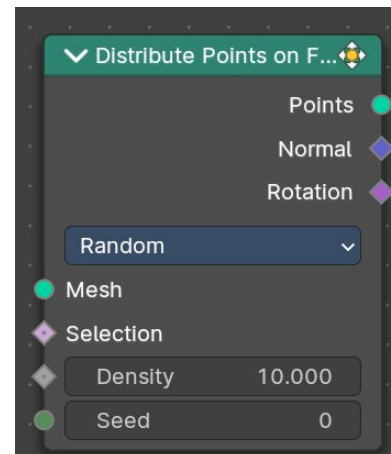 Distribute Points on F...
Points
Normal
Rotation
Random
Mesh
Selection
Density 10.000
Seed 0